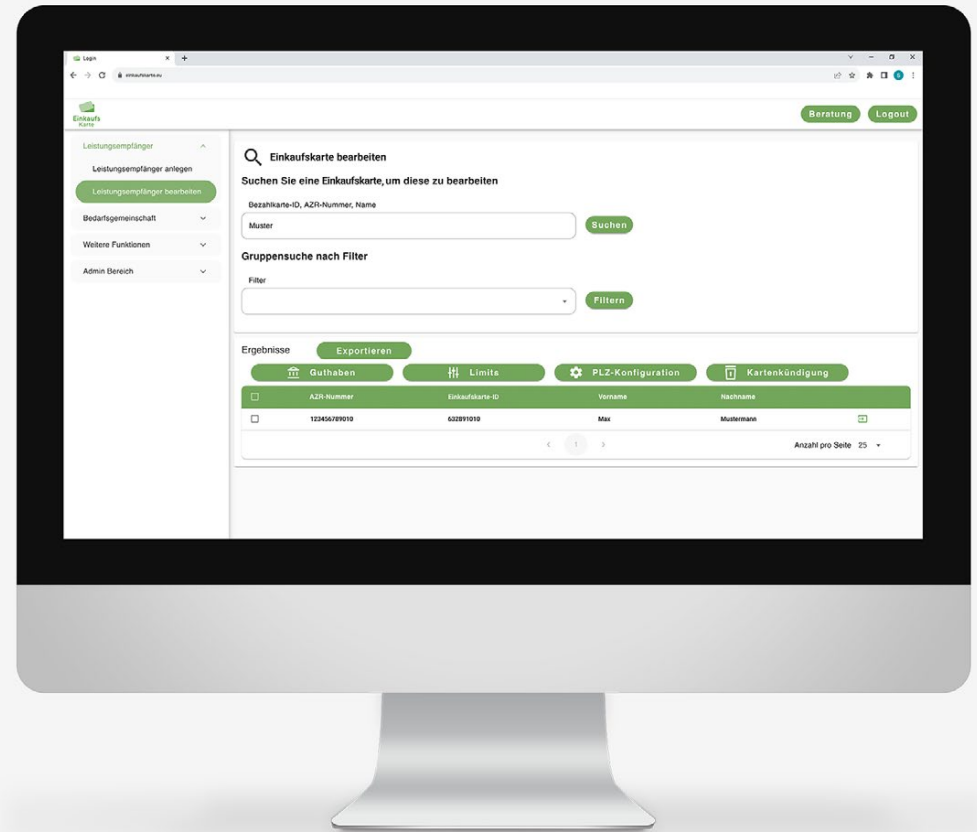 Login
einkaufskarte.eu
Einkaufs
Karte
Beratung Logout
Leistungsempfänger
Leistungsempfänger anlegen
Leistungsempfänger bearbeiten
Bedarfsgemeinschaft
Weitere Funktionen
Admin Bereich
Einkaufskarte bearbeiten
Suchen Sie eine Einkaufskarte, um diese zu bearbeiten
Bezahlkarte-ID, AZR-Nummer, Name
Muster Suchen
Gruppensuche nach Filter
Filter
Filtern
Ergebnisse Exportieren
Guthaben Limits PLZ-Konfiguration Kartenkündigung
AZR-Nummer Einkaufskarte-ID Vorname Nachname
123456789010 632891010 Max Mustermann
1 Anzahl pro Seite 25